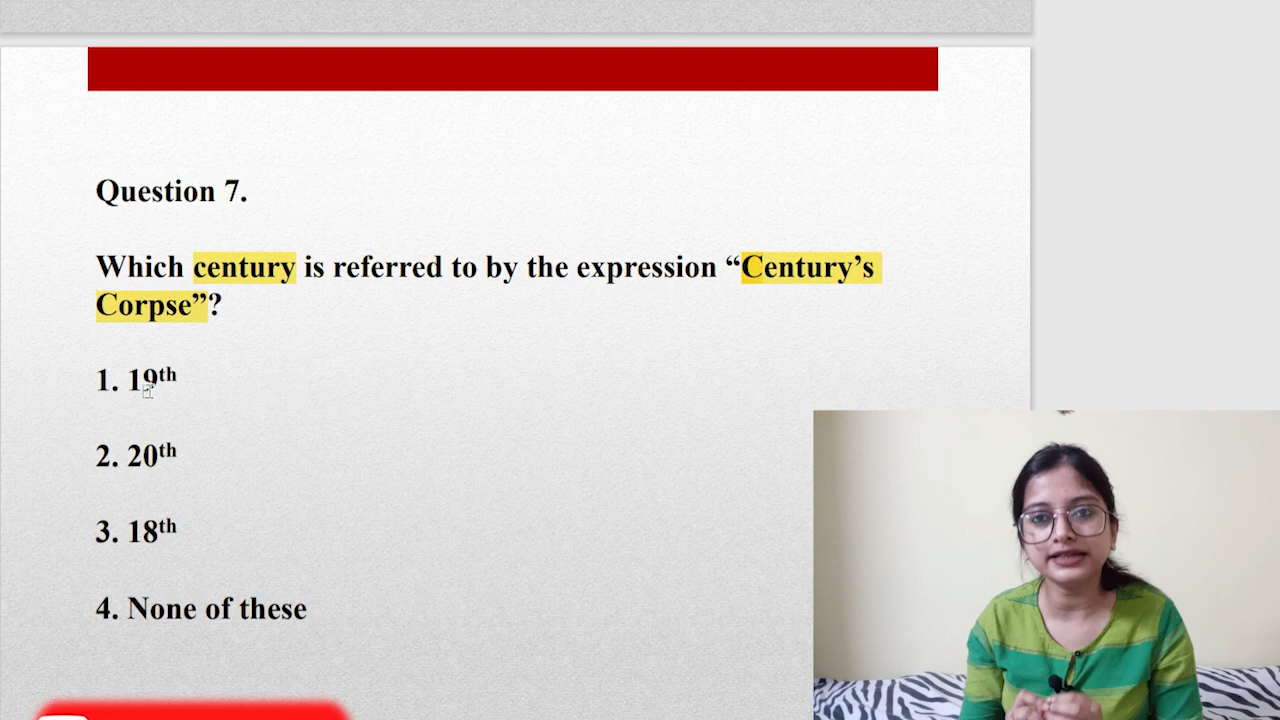 Question 7.
Which century is referred to by the expression “Century’s
Corpse”?
1. 19th
2. 20th
3. 18th
4. None of these